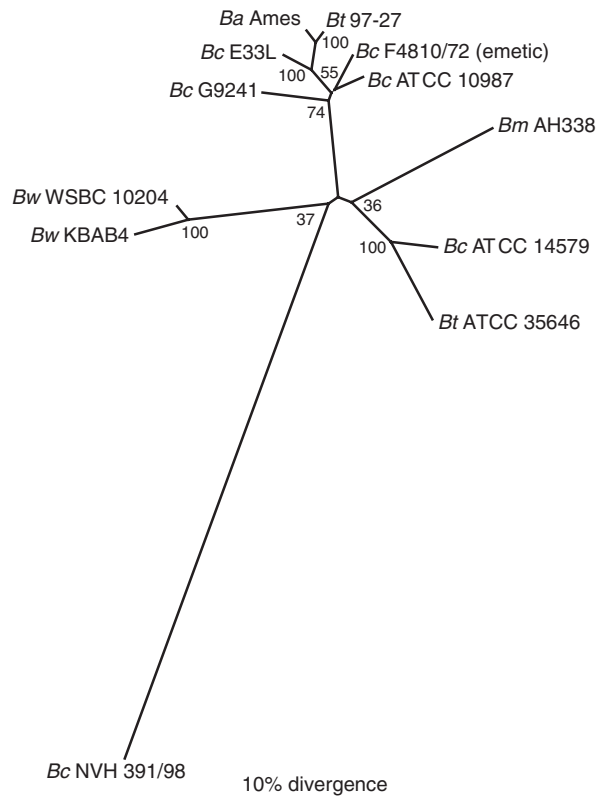 Ba Ames
Bt 97-27
100
Bc E33L
Bc F4810/72 (emetic)
100
55
Bc ATCC 10987
Bc G9241
74
Bm AH338
Bw WSBC 10204
37
36
Bw KBAB4
100
100
Bc ATCC 14579
Bt ATCC 35646
Bc NVH 391/98
10% divergence